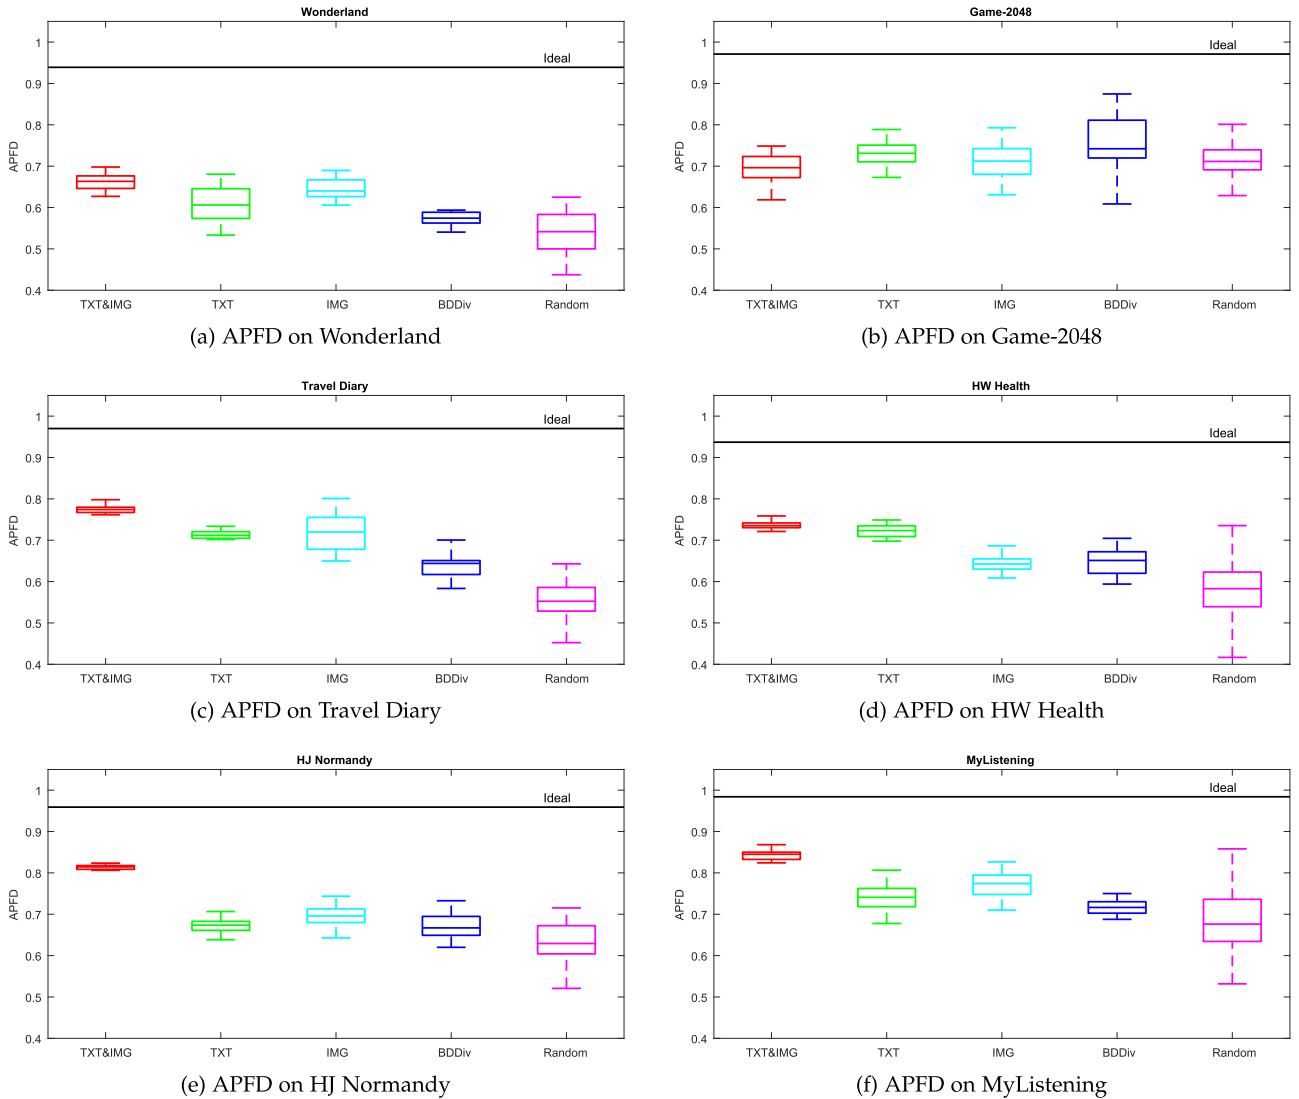 Wonderland
1
0.9
0.8
0.7
0.6
0.5
0.4
APFD
Ideal
TXT&IMG TXT IMG BDDiv Random
(a) APFD on Wonderland
Game-2048
1
0.9
0.8
0.7
0.6
0.5
0.4
APFD
Ideal
TXT&IMG TXT IMG BDDiv Random
(b) APFD on Game-2048
Travel Diary
1
0.9
0.8
0.7
0.6
0.5
0.4
APFD
Ideal
TXT&IMG TXT IMG BDDiv Random
(c) APFD on Travel Diary
HW Health
1
0.9
0.8
0.7
0.6
0.5
0.4
APFD
Ideal
TXT&IMG TXT IMG BDDiv Random
(d) APFD on HW Health
HJ Normandy
1
0.9
0.8
0.7
0.6
0.5
0.4
APFD
Ideal
TXT&IMG TXT IMG BDDiv Random
(e) APFD on HJ Normandy
MyListening
1
0.9
0.8
0.7
0.6
0.5
0.4
APFD
Ideal
TXT&IMG TXT IMG BDDiv Random
(f) APFD on MyListening